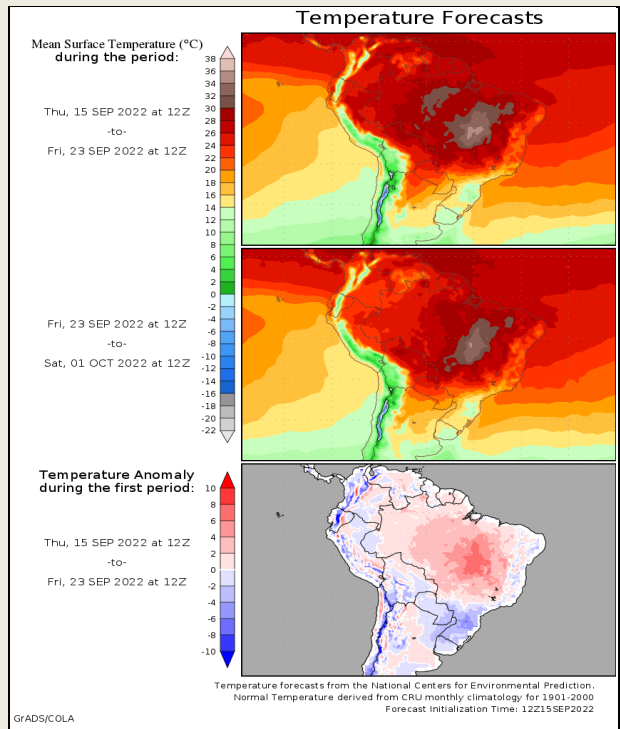 Temperature Forecasts
Mean Surface Temperature (°C)
during the period:
Thu, 15 SEP 2022 at 12Z
-to-
Fri, 23 SEP 2022 at 12Z
38
36
34
32
30
28
26
24
22
20
18
16
14
12
10
8
6
4
2
0
-2
-4
-6
-8
-10
-12
-14
-16
-18
-20
-22
Fri, 23 SEP 2022 at 12Z
-to-
Sat, 01 OCT 2022 at 12Z
Temperature Anomaly
during the first period:
Thu, 15 SEP 2022 at 12Z
-to-
Fri, 23 SEP 2022 at 12Z
10
8
6
4
2
0
-2
-4
-6
-8
-10
Temperature forecasts from the National Centers for Environmental Prediction.
Normal Temperature derived from CRU monthly climatology for 1901-2000
Forecast Initialization Time: 12Z15SEP2022
GrADS/COLA